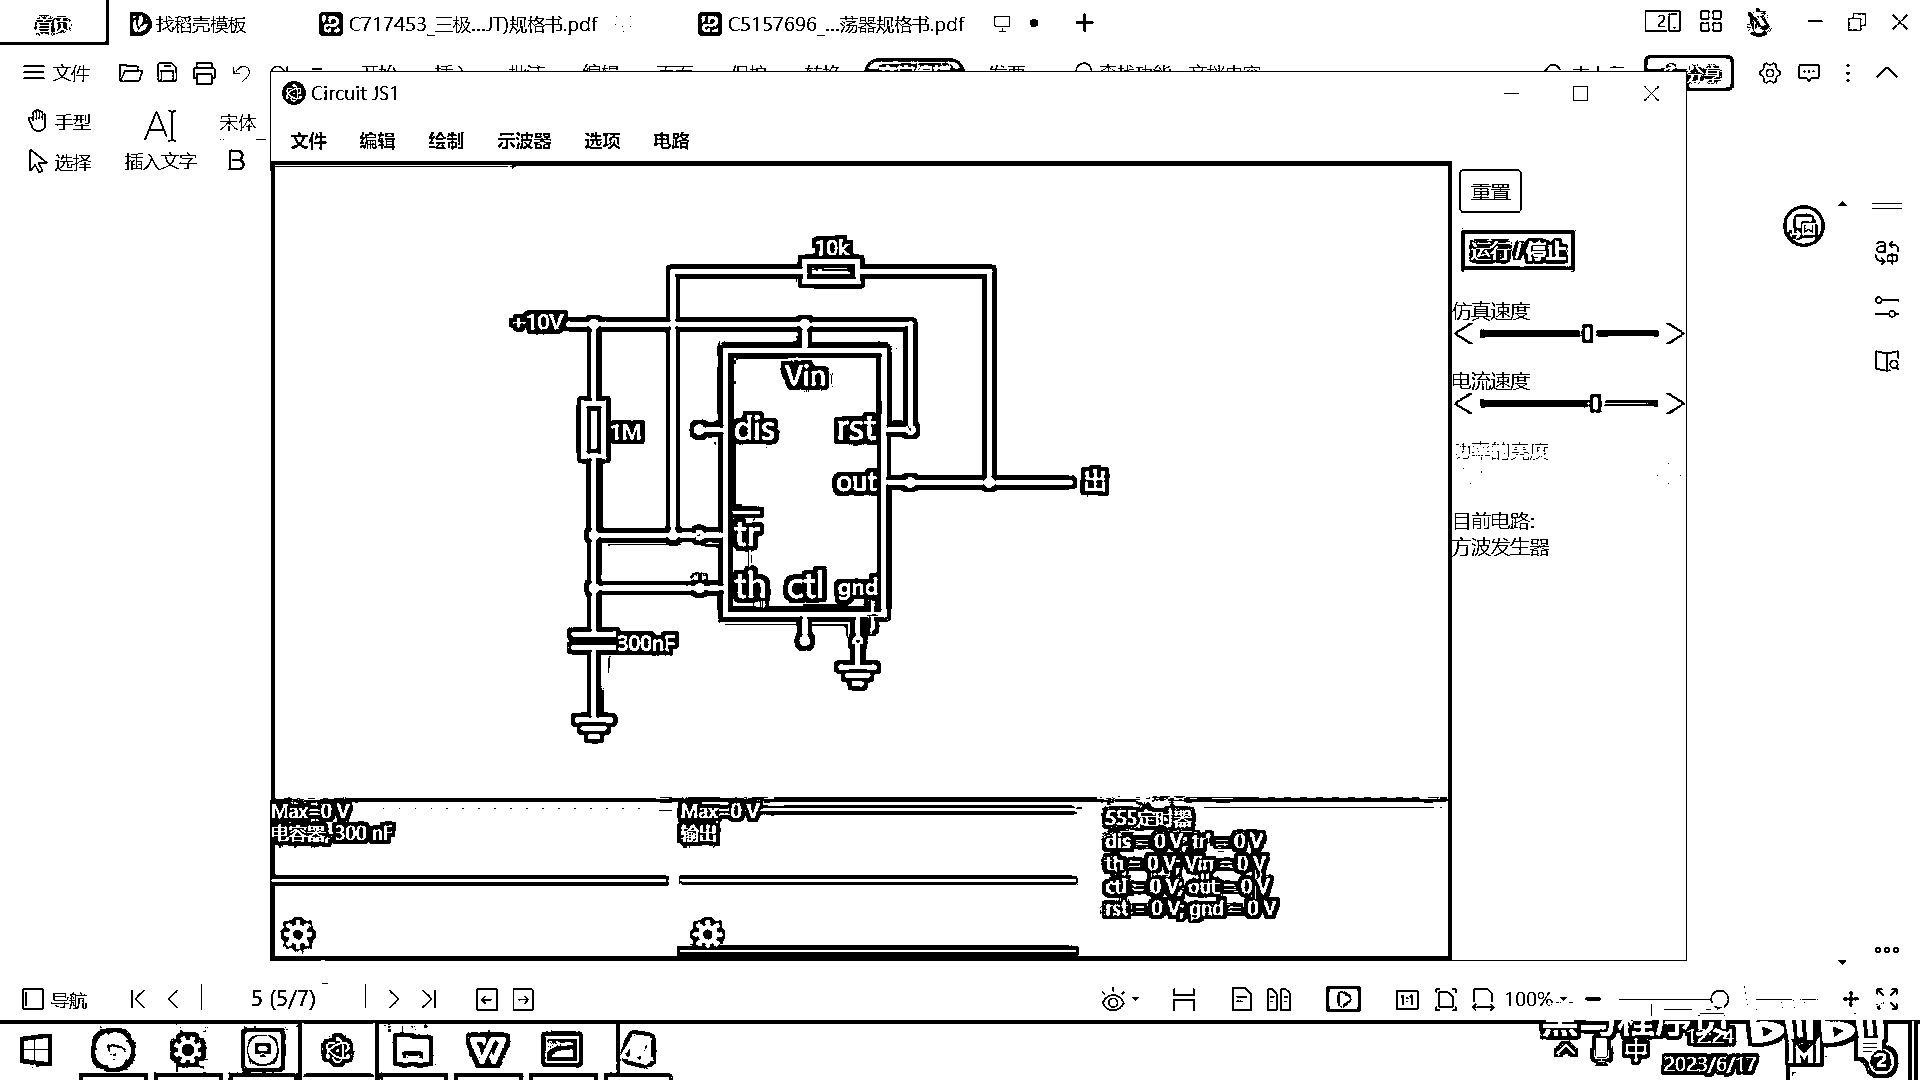 首页
找稻壳模板
C717453_三极...JT)规格书.pdf
C5157696_...荡器规格书.pdf
文件
手型
选择
插入文字
宋体
B
Circuit JS1
文件 编辑 绘制 示波器 选项 电路
重置
运行/停止
仿真速度
电流速度
功率的亮度
目前电路:
方波发生器
10k
+10V
Vin
1M
dis
rst
out
出
tr
th
ctl
gnd
300nF
Max=0 V
电容器, 300 nF
Max=0 V
输出
555定时器
dis = 0 V; tr = 0 V
th = 0 V; Vin = 0 V
ctl = 0 V; out = 0 V
rst = 0 V; gnd = 0 V
导航
5 (5/7)
1:1
100%
中
12:24
2023/6/17
2